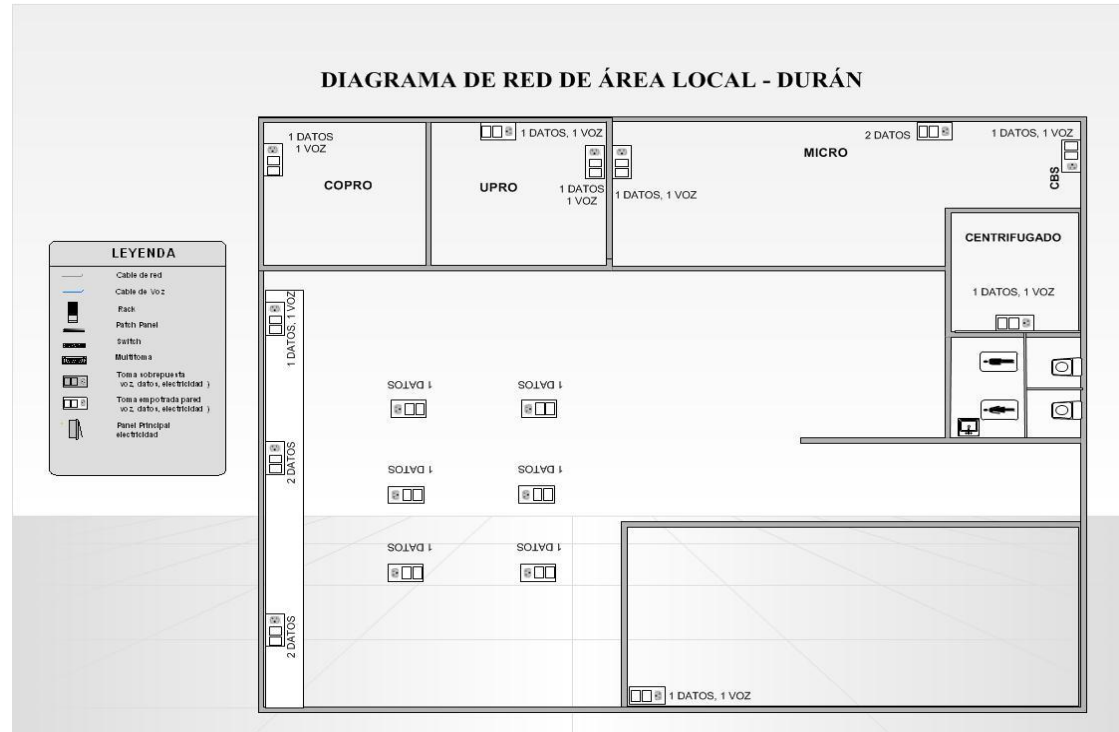 DIAGRAMA DE RED DE ÁREA LOCAL - DURÁN
1 DATOS
1 VOZ
COPRO
1 DATOS, 1 VOZ
UPRO
1 DATOS
1 VOZ
2 DATOS
1 DATOS, 1 VOZ
MICRO
CBS
1 DATOS, 1 VOZ
CENTRIFUGADO
1 DATOS, 1 VOZ
LEYENDA
Cable de red
Cable de Voz
Rack
Patch Panel
Switch
Multitoma
Toma sobrepuesta
voz, datos, electricidad )
Toma empotrada pared
voz, datos, electricidad )
Panel Principal
electricidad
1 DATOS, 1 VOZ
2 DATOS
2 DATOS
1 DATOS
1 DATOS
1 DATOS
1 DATOS
1 DATOS
1 DATOS
1 DATOS, 1 VOZ